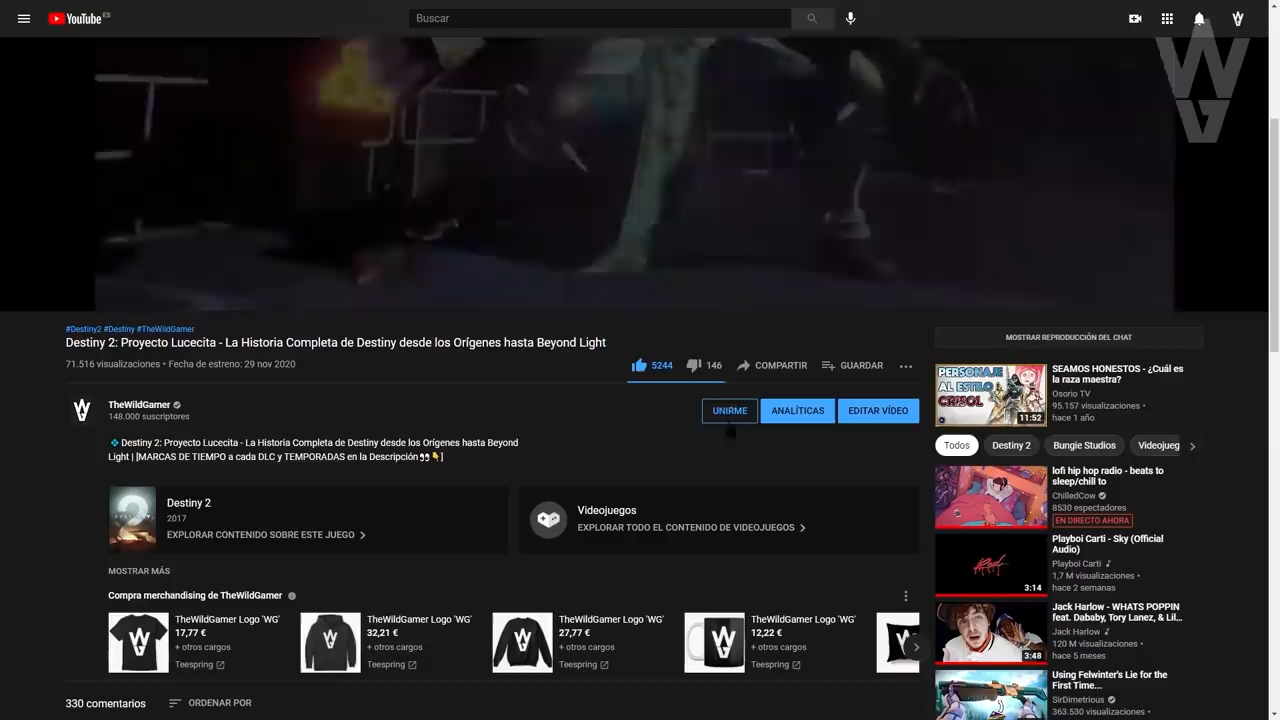 YouTube ES
Buscar
WG
#Destiny2 #Destiny #TheWildGamer
Destiny 2: Proyecto Lucecita - La Historia Completa de Destiny desde los Orígenes hasta Beyond Light
71.516 visualizaciones • Fecha de estreno: 29 nov 2020
5244
146
COMPARTIR
GUARDAR
TheWildGamer
148.000 suscriptores
UNIRME
ANALÍTICAS
EDITAR VÍDEO
Destiny 2: Proyecto Lucecita - La Historia Completa de Destiny desde los Orígenes hasta Beyond
Light | [MARCAS DE TIEMPO a cada DLC y TEMPORADAS en la Descripción👀👇]
Destiny 2
2017
EXPLORAR CONTENIDO SOBRE ESTE JUEGO
Videojuegos
EXPLORAR TODO EL CONTENIDO DE VIDEOJUEGOS
MOSTRAR MÁS
Compra merchandising de TheWildGamer
TheWildGamer Logo 'WG'
17,77 €
+ otros cargos
Teespring
TheWildGamer Logo 'WG'
32,21 €
+ otros cargos
Teespring
TheWildGamer Logo 'WG'
27,77 €
+ otros cargos
Teespring
TheWildGamer Logo 'WG'
12,22 €
+ otros cargos
Teespring
330 comentarios
ORDENAR POR
MOSTRAR REPRODUCCIÓN DEL CHAT
PERSONAJE
AL ESTILO
CRISOL
11:52
SEAMOS HONESTOS - ¿Cuál es
la raza maestra?
Osorio TV
95.157 visualizaciones •
hace 1 año
Todos
Destiny 2
Bungie Studios
Videojueg
lofi hip hop radio - beats to
sleep/chill to
ChilledCow
8530 espectadores
EN DIRECTO AHORA
Red
3:14
Playboi Carti - Sky (Official
Audio)
Playboi Carti
1,7 M visualizaciones •
hace 2 semanas
3:48
Jack Harlow - WHATS POPPIN
feat. Dababy, Tory Lanez, & Lil...
Jack Harlow
120 M visualizaciones •
hace 5 meses
Using Felwinter's Lie for the
First Time...
SirDimetrious
363.530 visualizaciones •